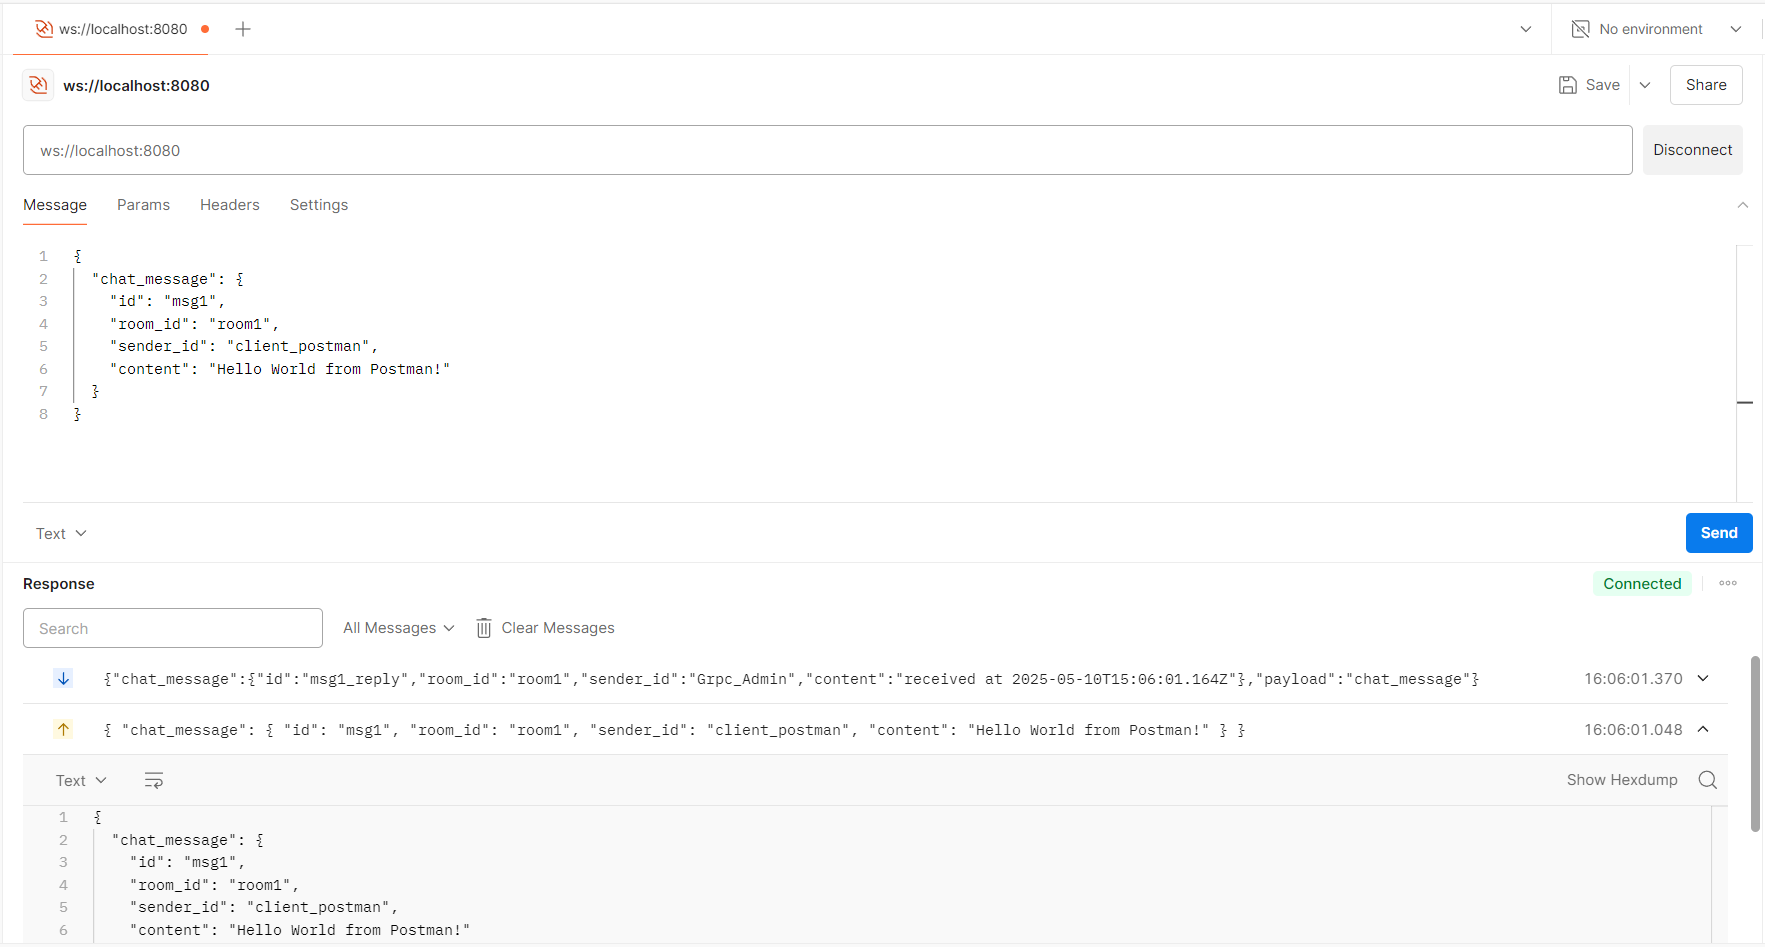 ws://localhost:8080
No environment
ws://localhost:8080
Save
Share
ws://localhost:8080
Disconnect
Message Params Headers Settings
1 {
2 "chat_message": {
3 "id": "msg1",
4 "room_id": "room1",
5 "sender_id": "client_postman",
6 "content": "Hello World from Postman!"
7 }
8 }
Text
Send
Response
Connected
Search
All Messages
Clear Messages
{"chat_message":{"id":"msg1_reply","room_id":"room1","sender_id":"Grpc_Admin","content":"received at 2025-05-10T15:06:01.164Z"},"payload":"chat_message"} 16:06:01.370
{ "chat_message": { "id": "msg1", "room_id": "room1", "sender_id": "client_postman", "content": "Hello World from Postman!" } } 16:06:01.048
Text
Show Hexdump
1 {
2 "chat_message": {
3 "id": "msg1",
4 "room_id": "room1",
5 "sender_id": "client_postman",
6 "content": "Hello World from Postman!"